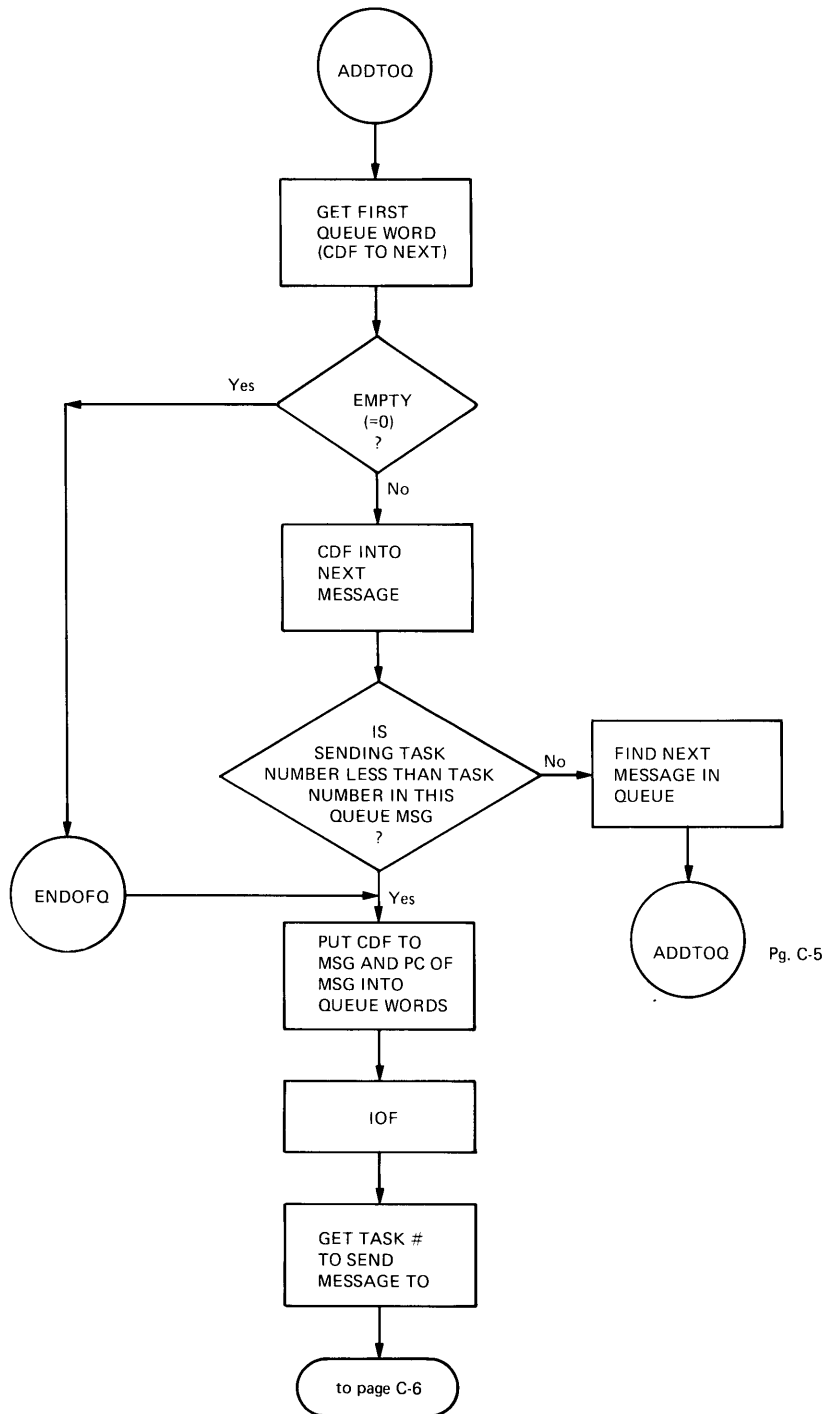 ADDTOQ
GET FIRST
QUEUE WORD
(CDF TO NEXT)
Yes
EMPTY
(=0)
?
No
CDF INTO
NEXT
MESSAGE
IS
SENDING TASK
NUMBER LESS THAN TASK
NUMBER IN THIS
QUEUE MSG
?
No
FIND NEXT
MESSAGE IN
QUEUE
ENDOFQ
Yes
ADDTOQ
Pg. C-5
PUT CDF TO
MSG AND PC OF
MSG INTO
QUEUE WORDS
IOF
GET TASK #
TO SEND
MESSAGE TO
to page C-6